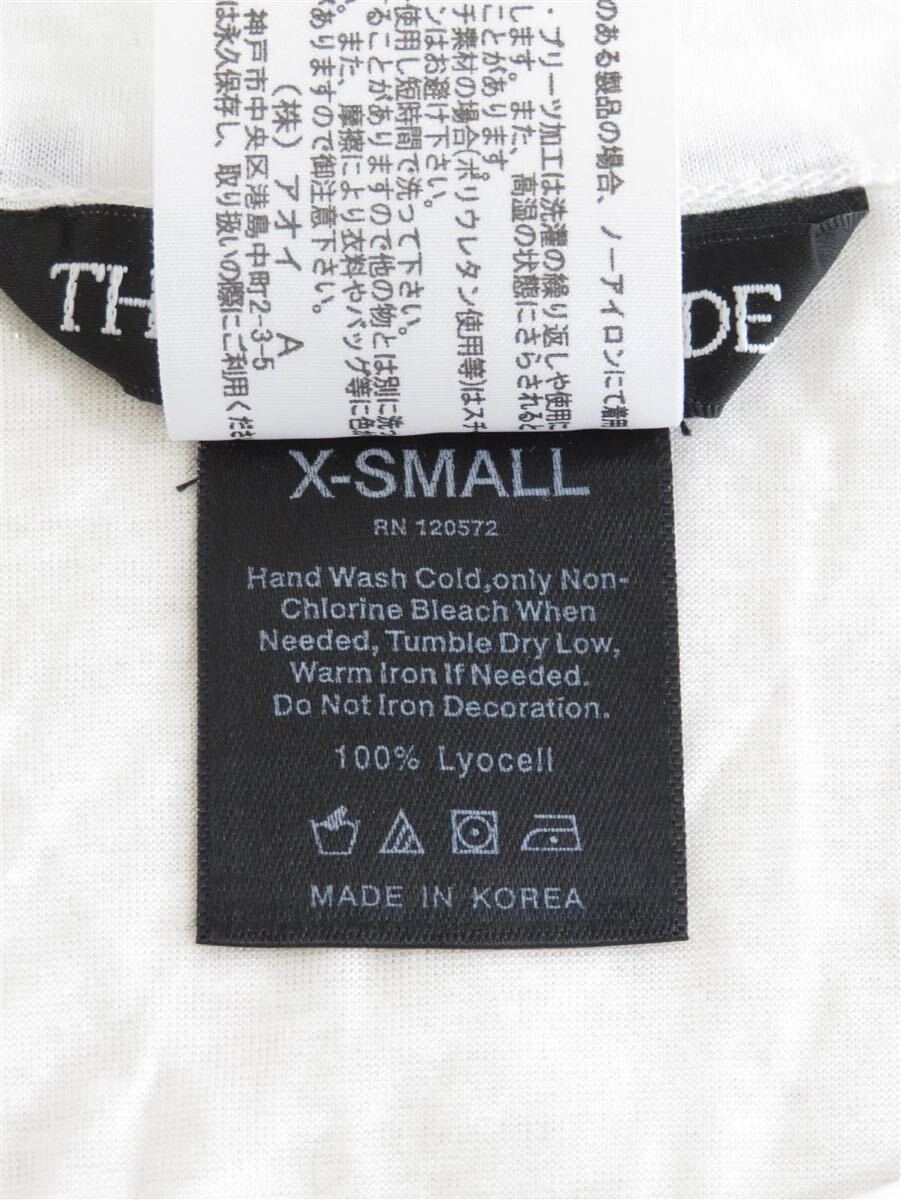 のある製品の場合、ノーアイロンにて着用
・プリーツ加工は洗濯の繰り返しや使用に
します。また、高温の状態にさらされると
ことがあります。
チ素材の場合(ポリウレタン使用等)はスチ
ンはお避け下さい。
使用し短時間で洗って下さい。
ることがありますので他の物とは別に洗
。また、摩擦により衣料やバッグ等に色
がありますので御注意下さい。
(株) アオイ A
神戸市中央区港島中町2-3-5
は永久保存し、取り扱いの際にご利用くださ
TH
DE
X-SMALL
RN 120572
Hand Wash Cold,only Non-
Chlorine Bleach When
Needed, Tumble Dry Low,
Warm Iron If Needed.
Do Not Iron Decoration.
100% Lyocell
MADE IN KOREA